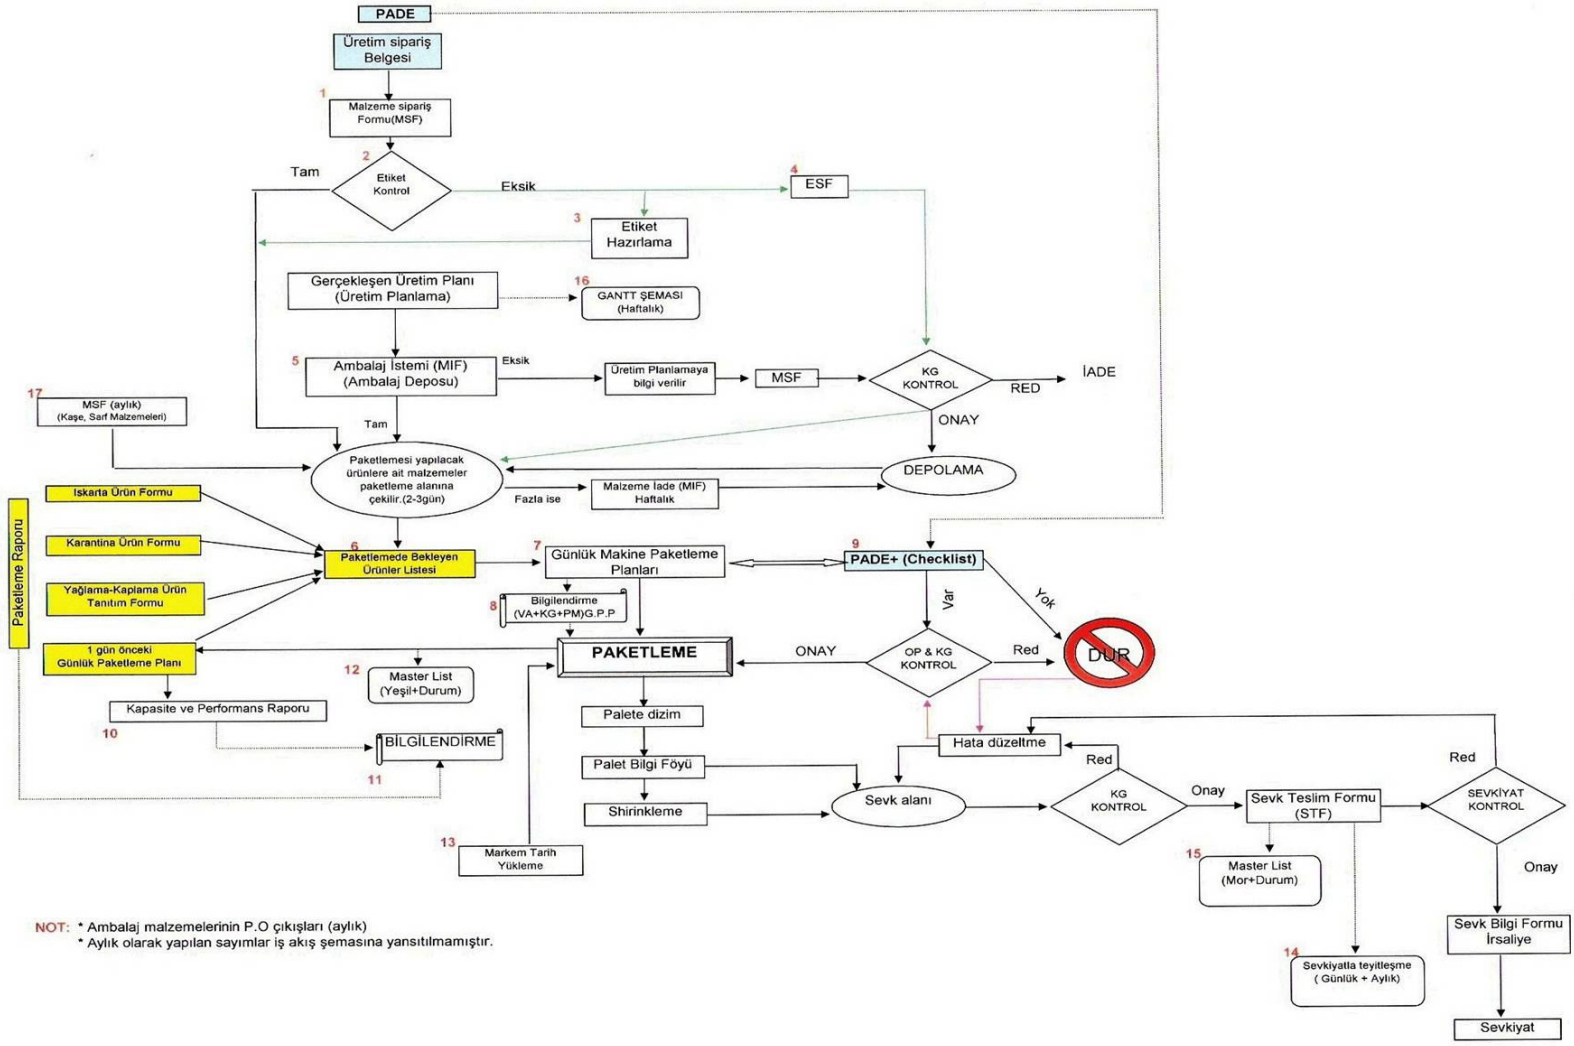 PADE
Üretim sipariş
Belgesi
1
Malzeme sipariş
Formu(MSF)
2
Etiket
Kontrol
Tam
Eksik
4
ESF
3
Etiket
Hazırlama
Gerçekleşen Üretim Planı
(Üretim Planlama)
16
GANTT ŞEMASI
(Haftalık)
5
Ambalaj İstemi (MIF)
(Ambalaj Deposu)
Eksik
Üretim Planlamaya
bilgi verilir
MSF
KG
KONTROL
RED
İADE
ONAY
17
MSF (aylık)
(Kaşe, Sarf Malzemeleri)
Tam
Paketlemesi yapılacak
ürünlere ait malzemeler
paketleme alanına
çekilir.(2-3gün)
Fazla ise
Malzeme İade (MIF)
Haftalık
DEPOLAMA
Paketleme Raporu
Iskarta Ürün Formu
Karantina Ürün Formu
Yağlama-Kaplama Ürün
Tanıtım Formu
1 gün önceki
Günlük Paketleme Planı
6
Paketlemede Bekleyen
Ürünler Listesi
7
Günlük Makine Paketleme
Planları
9
PADE+ (Checklist)
8
Bilgilendirme
(VA+KG+PM)G.P.P
Var
Yok
PAKETLEME
ONAY
OP & KG
KONTROL
Red
DUR
12
Master List
(Yeşil+Durum)
Kapasite ve Performans Raporu
10
BİLGİLENDİRME
11
Palete dizim
Palet Bilgi Föyü
Shirinkleme
13
Markem Tarih
Yükleme
Hata düzeltme
Sevk alanı
Red
KG
KONTROL
Onay
Sevk Teslim Formu
(STF)
Red
SEVKİYAT
KONTROL
Onay
15
Master List
(Mor+Durum)
14
Sevkiyatla teyitleşme
( Günlük + Aylık)
Sevk Bilgi Formu
İrsaliye
Sevkiyat
NOT: * Ambalaj malzemelerinin P.O çıkışları (aylık)
* Aylık olarak yapılan sayımlar iş akış şemasına yansıtılmamıştır.